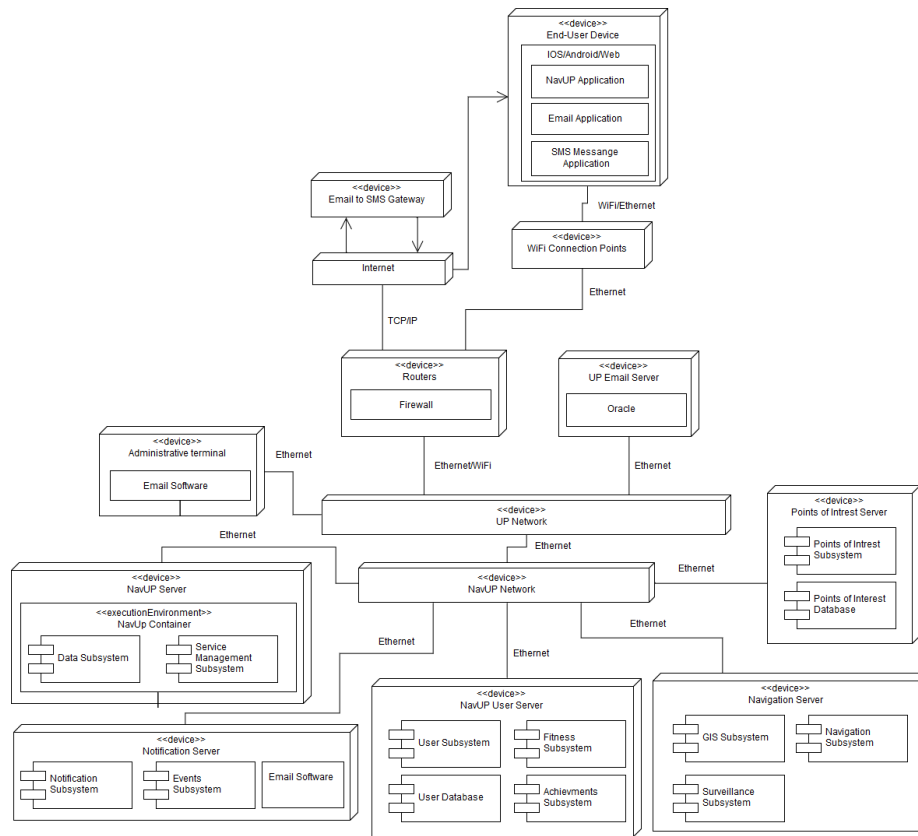 <<device>>
End-User Device
IOS/Android/Web
NavUP Application
Email Application
SMS Messange
Application
<<device>>
Email to SMS Gateway
WiFi/Ethernet
<<device>>
WiFi Connection Points
Internet
Ethernet
TCP/IP
<<device>>
Routers
Firewall
<<device>>
UP Email Server
Oracle
<<device>>
Administrative terminal
Email Software
Ethernet
Ethernet/WiFi
Ethernet
<<device>>
UP Network
<<device>>
Points of Intrest Server
Points of Intrest
Subsystem
Points of Interest
Database
Ethernet
Ethernet
<<device>>
NavUP Network
Ethernet
<<device>>
NavUP Server
<<executionEnvironment>>
NavUp Container
Data Subsystem
Service
Management
Subsystem
Ethernet
Ethernet
Ethernet
<<device>>
Notification Server
Notification
Subsystem
Events
Subsystem
Email Software
<<device>>
NavUP User Server
User Subsystem
Fitness
Subsystem
User Database
Achievments
Subsystem
<<device>>
Navigation Server
GIS Subsystem
Navigation
Subsystem
Surveillance
Subsystem